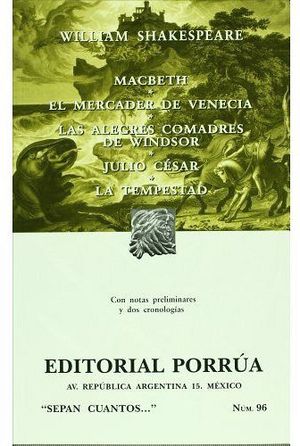 WILLIAM SHAKESPEARE
MACBETH
*
EL MERCADER DE VENECIA
*
LAS ALEGRES COMADRES
DE WINDSOR
*
JULIO CÉSAR
*
LA TEMPESTAD
Con notas preliminares
y dos cronologías
EDITORIAL PORRÚA
AV. REPÚBLICA ARGENTINA 15. MÉXICO
"SEPAN CUANTOS..." NÚM. 96